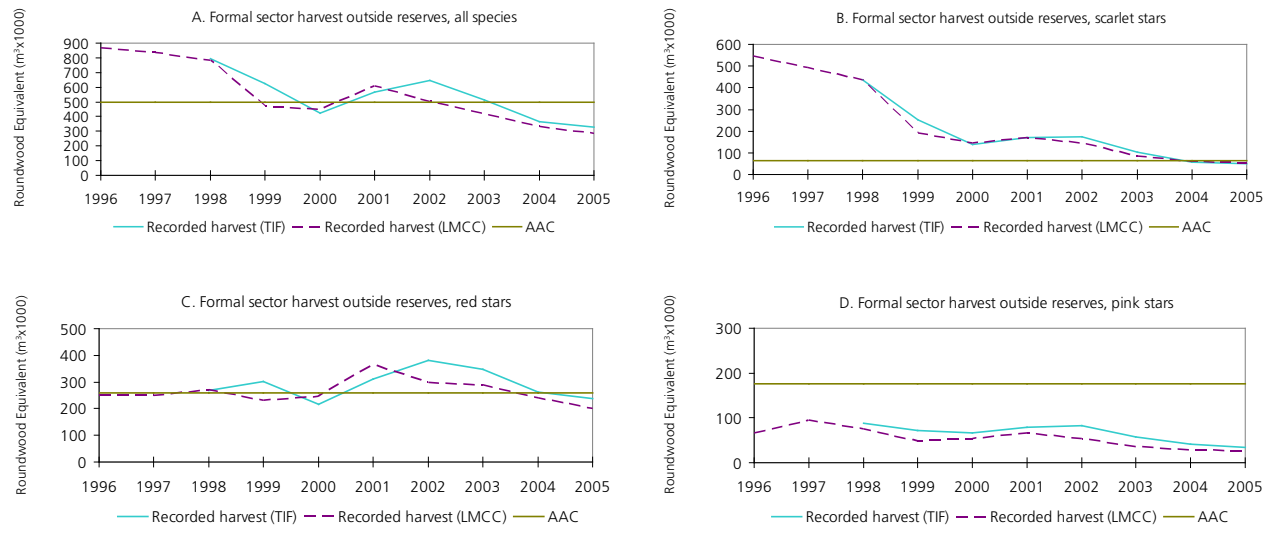 A. Formal sector harvest outside reserves, all species
Roundwood Equivalent (m³x1000)
900
800
700
600
500
400
300
200
100
0
1996 1997 1998 1999 2000 2001 2002 2003 2004 2005
Recorded harvest (TIF) Recorded harvest (LMCC) AAC
B. Formal sector harvest outside reserves, scarlet stars
Roundwood Equivalent (m³x1000)
600
500
400
300
200
100
0
1996 1997 1998 1999 2000 2001 2002 2003 2004 2005
Recorded harvest (TIF) Recorded harvest (LMCC) AAC
C. Formal sector harvest outside reserves, red stars
Roundwood Equivalent (m³x1000)
500
400
300
200
100
0
1996 1997 1998 1999 2000 2001 2002 2003 2004 2005
Recorded harvest (TIF) Recorded harvest (LMCC) AAC
D. Formal sector harvest outside reserves, pink stars
Roundwood Equivalent (m³x1000)
300
200
100
0
1996 1997 1998 1999 2000 2001 2002 2003 2004 2005
Recorded harvest (TIF) Recorded harvest (LMCC) AAC